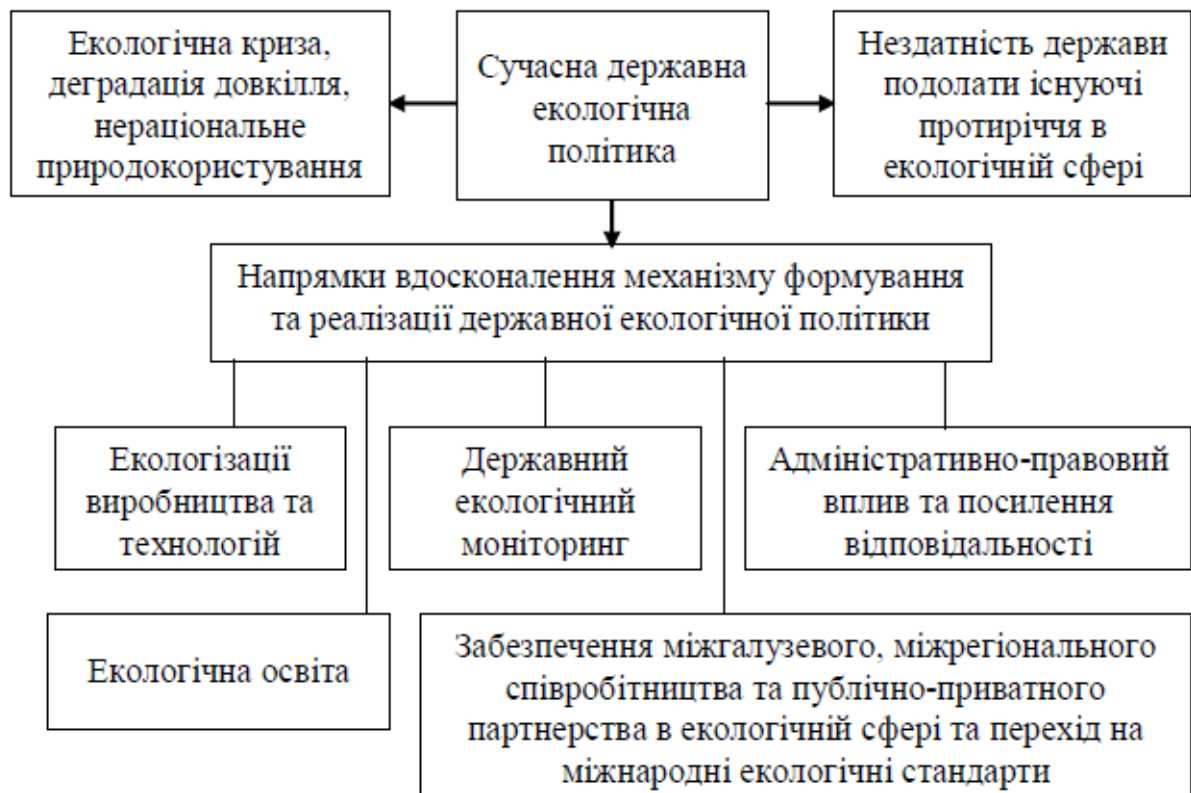 Екологічна криза,
деградація довкілля,
нераціональне
природокористування
Сучасна державна
екологічна
політика
Нездатність держави
подолати існуючі
протиріччя в
екологічній сфері
Напрямки вдосконалення механізму формування
та реалізації державної екологічної політики
Екологізації
виробництва та
технологій
Державний
екологічний
моніторинг
Адміністративно-правовий
вплив та посилення
відповідальності
Екологічна освіта
Забезпечення міжгалузевого, міжрегіонального
співробітництва та публічно-приватного
партнерства в екологічній сфері та перехід на
міжнародні екологічні стандарти